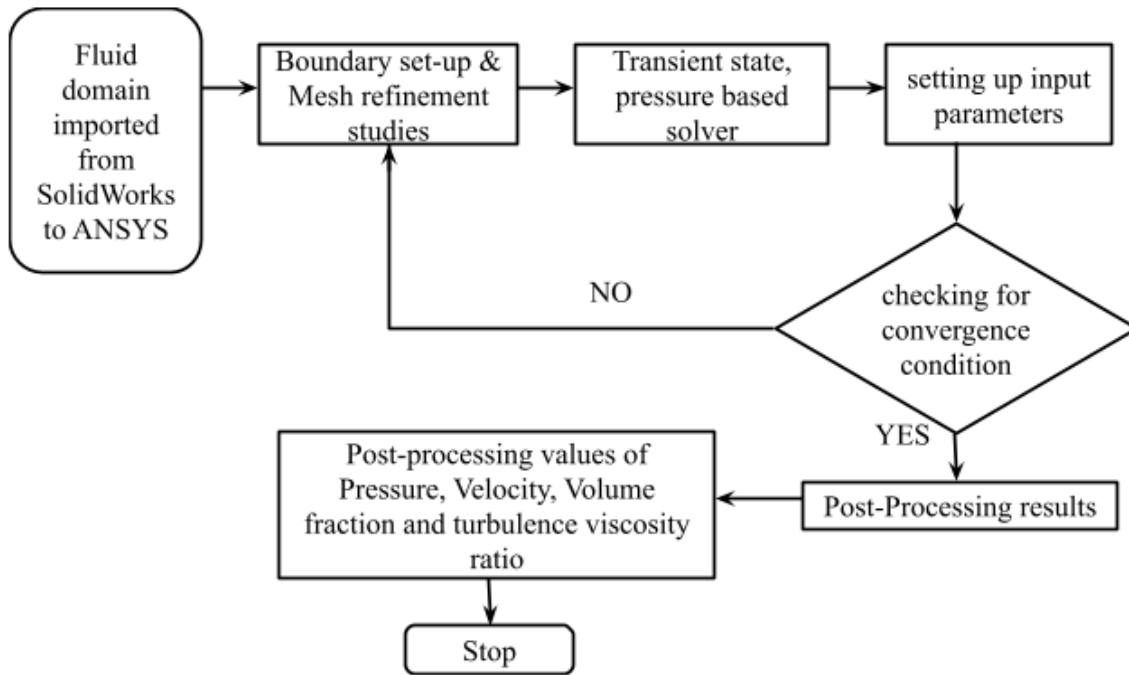 Fluid
domain
imported
from
SolidWorks
to ANSYS
Boundary set-up &
Mesh refinement
studies
Transient state,
pressure based
solver
setting up input
parameters
checking for
convergence
condition
NO
YES
Post-Processing results
Post-processing values of
Pressure, Velocity, Volume
fraction and turbulence viscosity
ratio
Stop